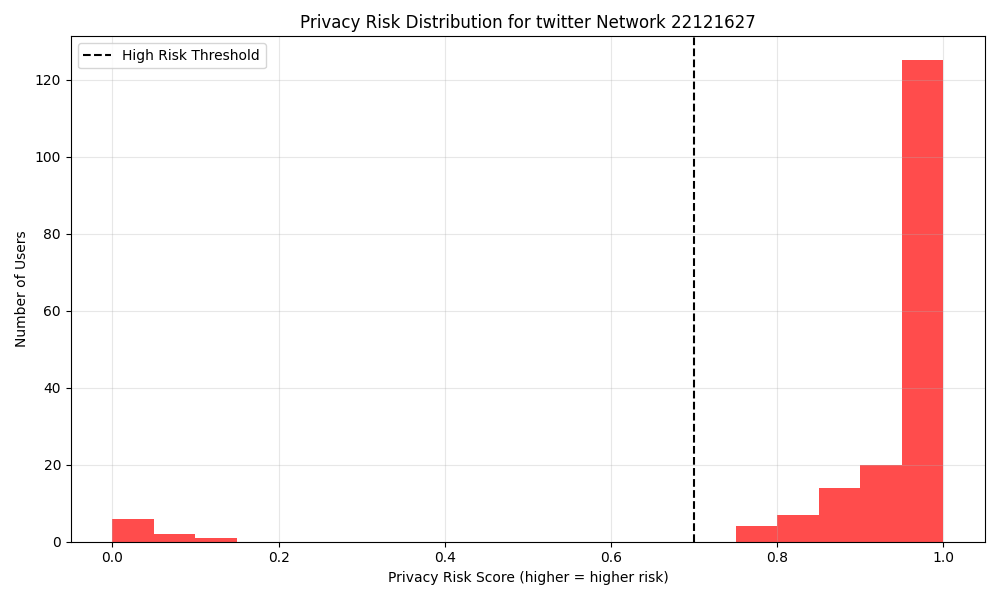 Privacy Risk Distribution for twitter Network 22121627
High Risk Threshold
Number of Users
120
100
80
60
40
20
0
0.0 0.2 0.4 0.6 0.8 1.0
Privacy Risk Score (higher = higher risk)